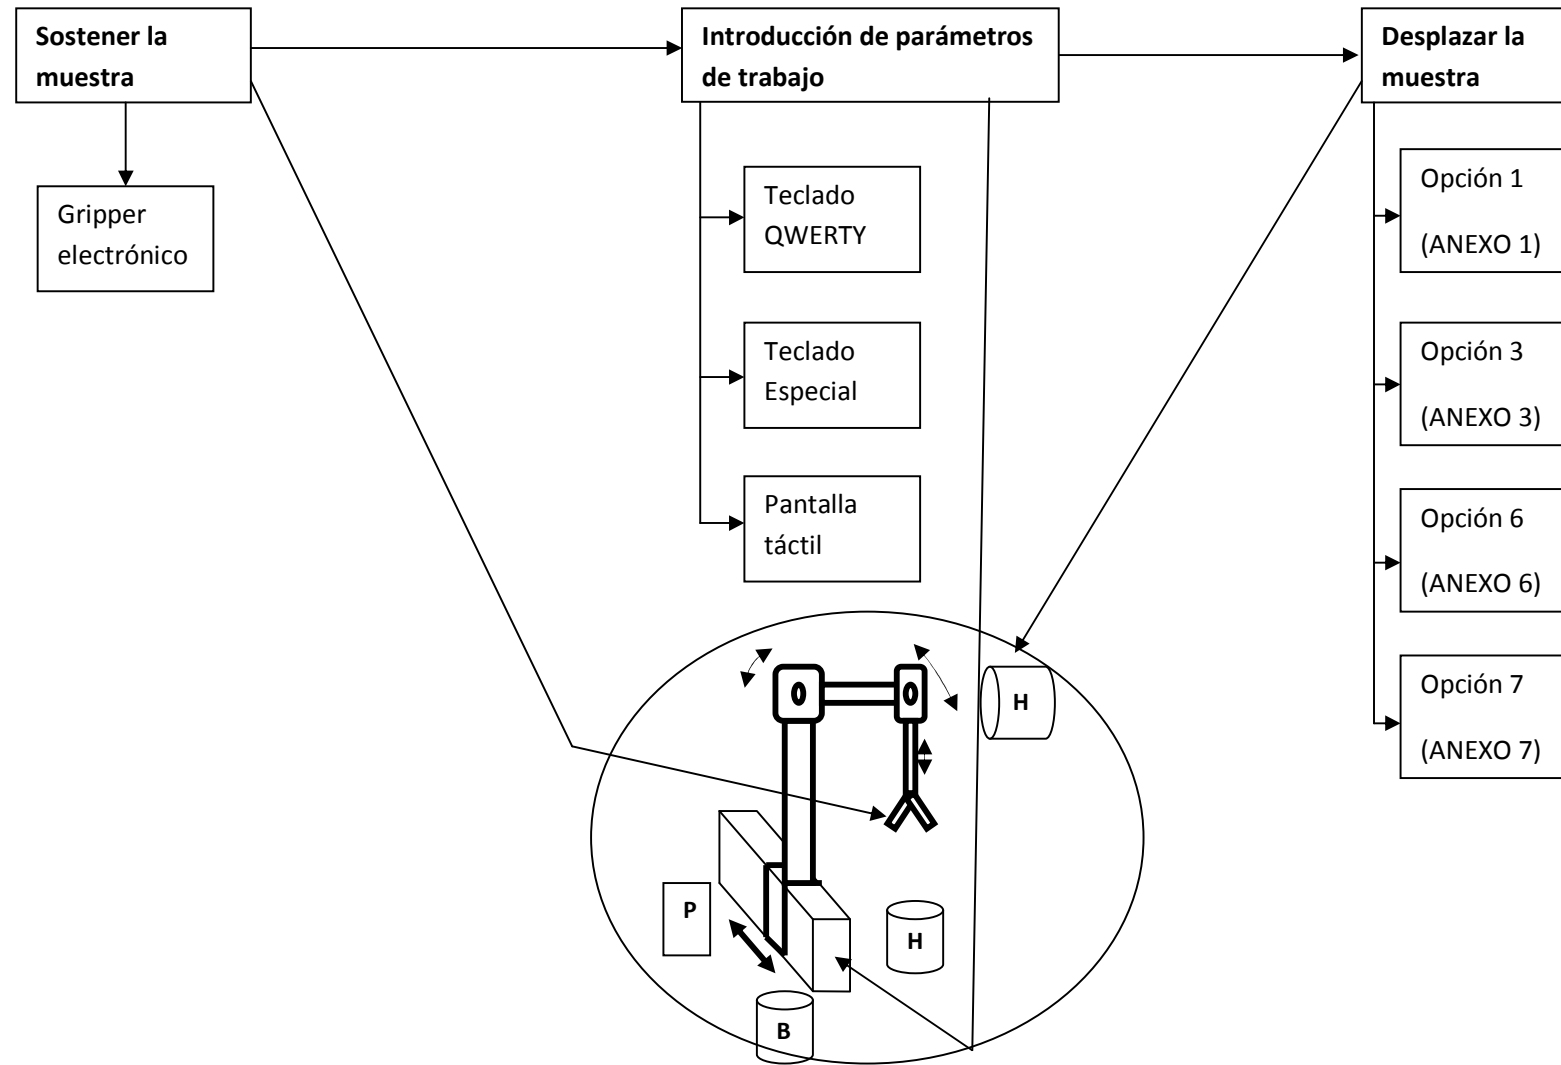 Sostener la
muestra
Introducción de parámetros
de trabajo
Desplazar la
muestra
Gripper
electrónico
Teclado
QWERTY
Teclado
Especial
Pantalla
táctil
Opción 1
(ANEXO 1)
Opción 3
(ANEXO 3)
Opción 6
(ANEXO 6)
Opción 7
(ANEXO 7)
H
P
H
B